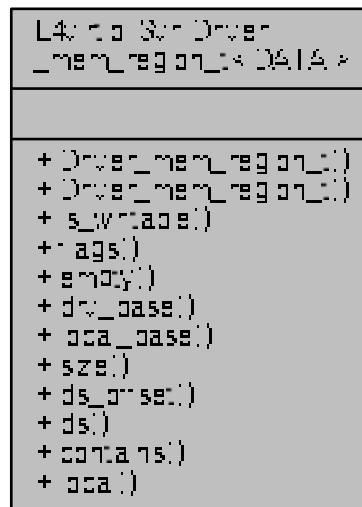 L4virtio::Svr::Driver
_mem_region_t< DATA >
+ Driver_mem_region_t()
+ Driver_mem_region_t()
+ is_writable()
+ flags()
+ empty()
+ drv_base()
+ local_base()
+ size()
+ ds_offset()
+ ds()
+ contains()
+ local()